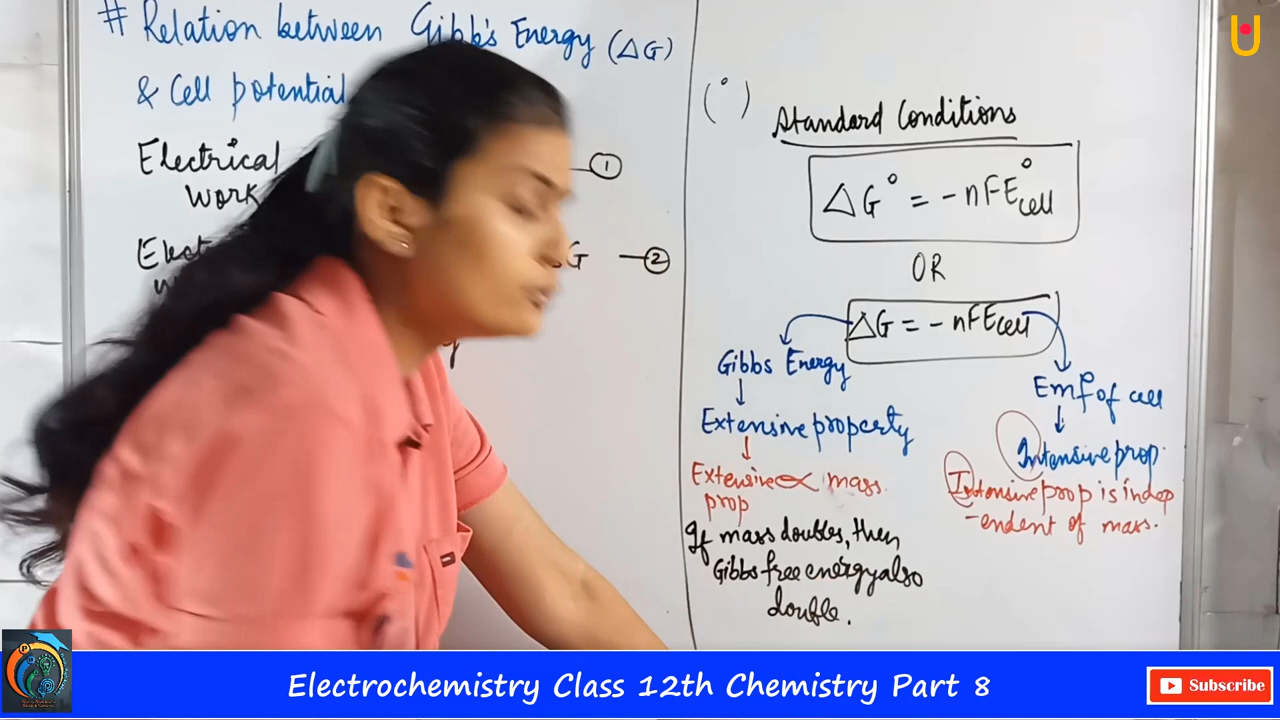 # Relation between Gibb's Energy (ΔG)
& Cell potential
Electrical
work
①
G — ②
(°)
Standard Conditions
ΔG° = -nFE°cell
OR
ΔG = -nFEcell
Gibbs Energy
↓
Extensive property
↓
Extensive ∝ mass
prop
If mass doubles, then
Gibbs free energy also
double.
Emf of cell
↓
Intensive prop.
Intensive prop is indep
-endent of mass.
Electrochemistry Class 12th Chemistry Part 8
Subscribe